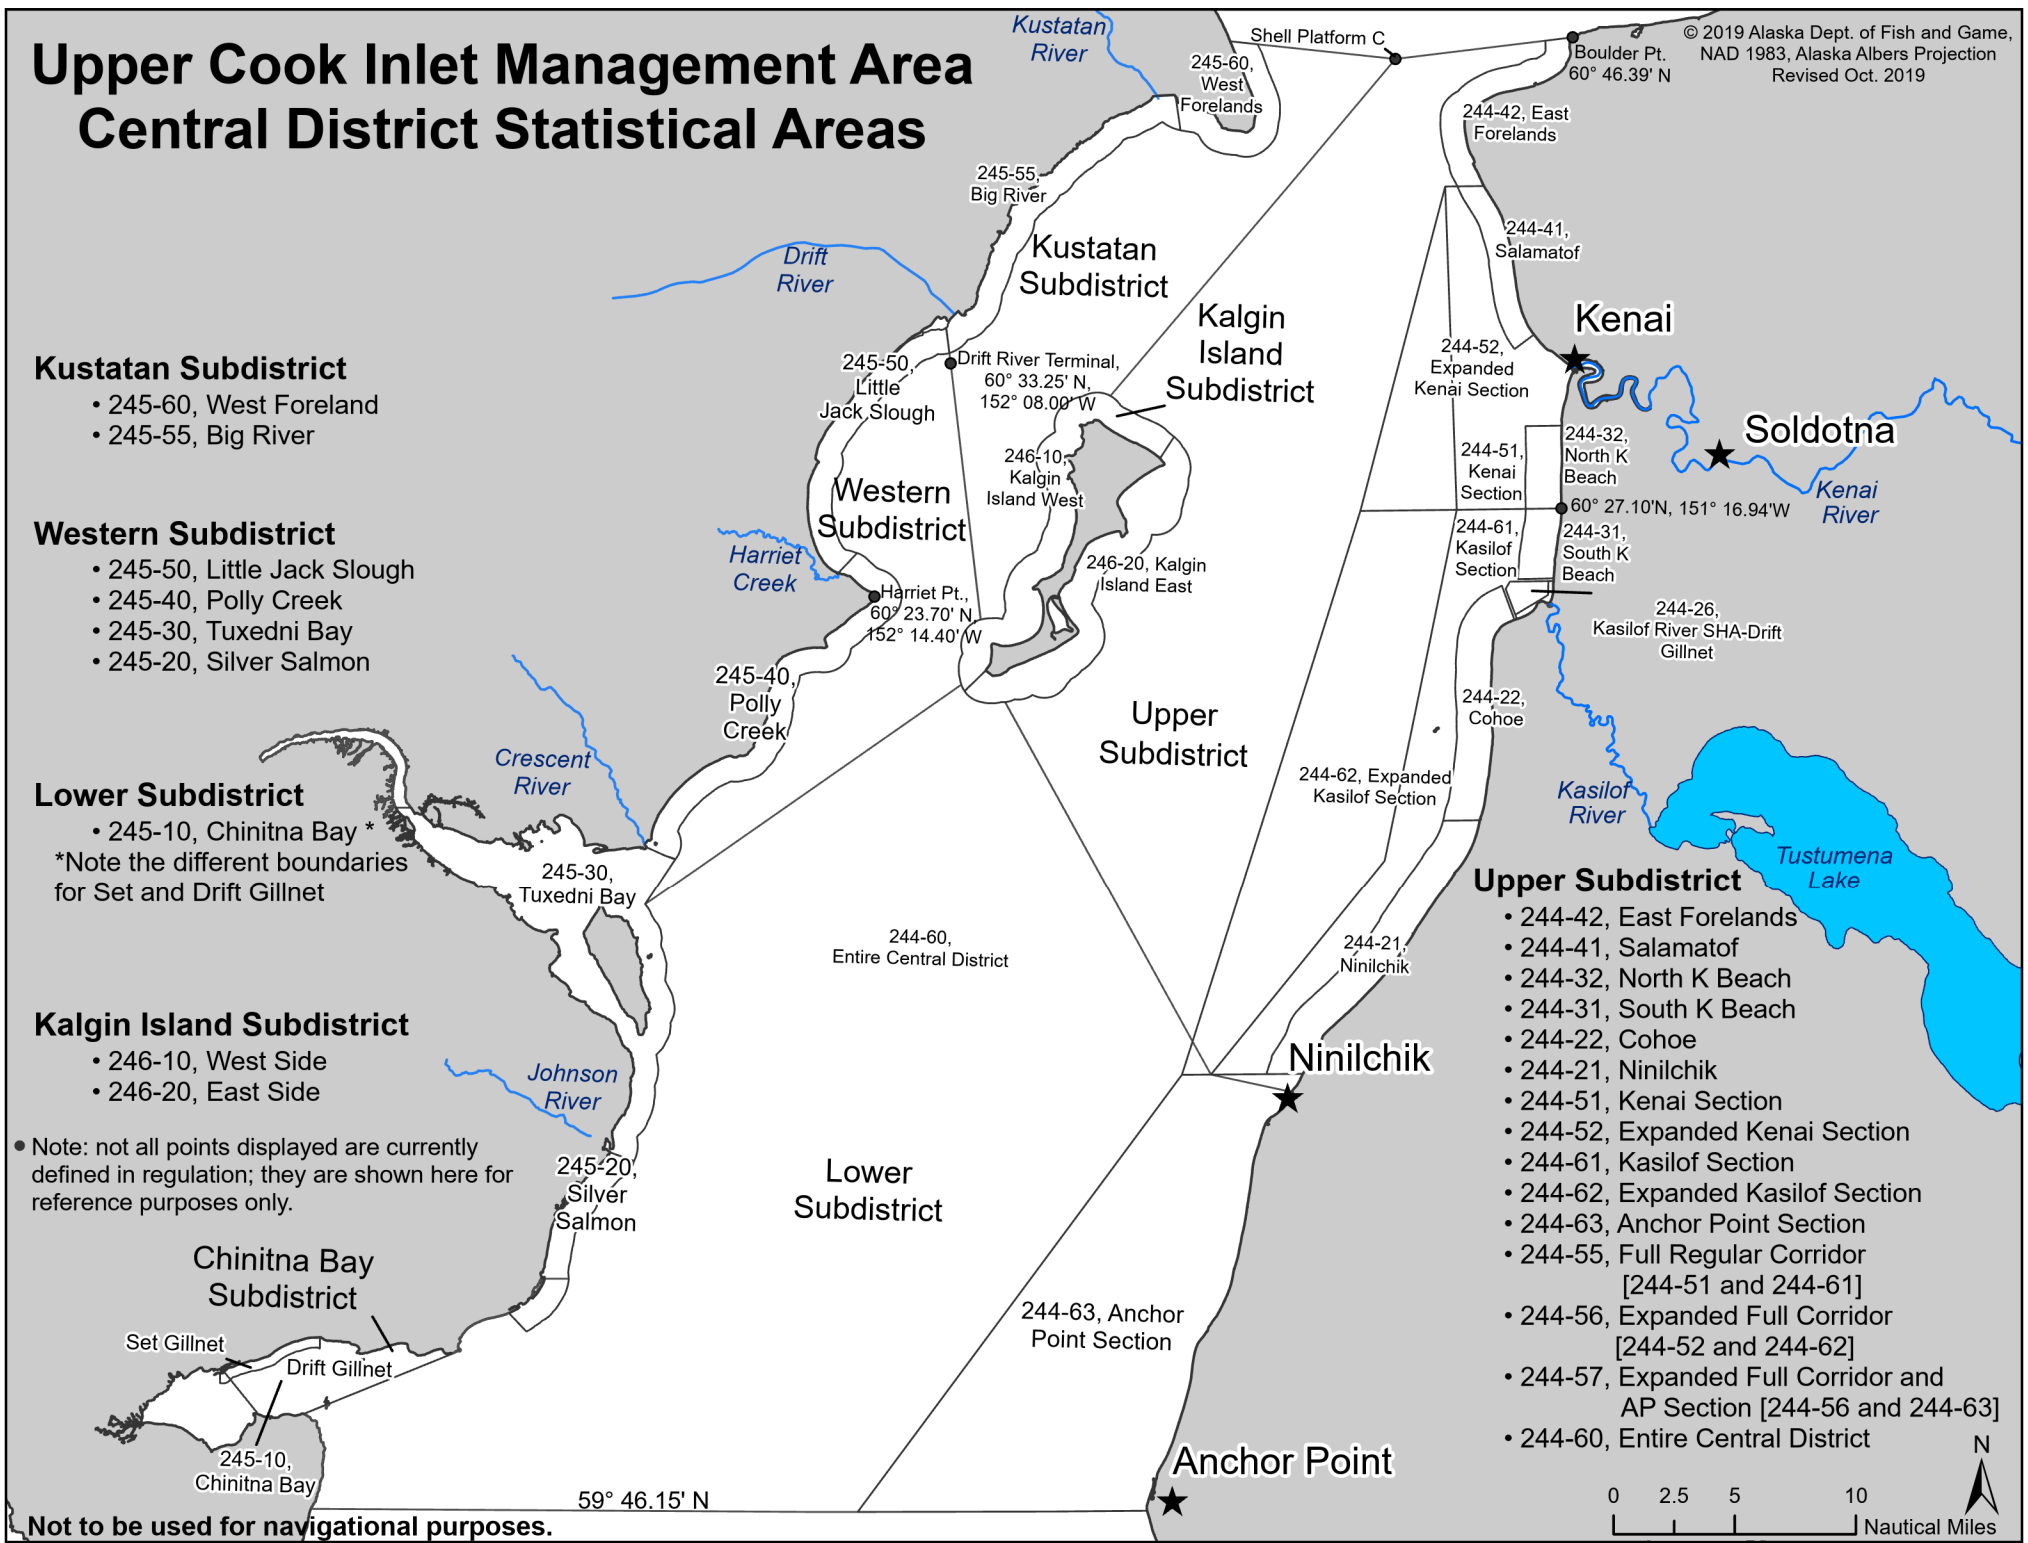 Upper Cook Inlet Management Area
Central District Statistical Areas
Kustatan
River
Shell Platform C
245-60,
West
Forelands
Boulder Pt.
60° 46.39' N
© 2019 Alaska Dept. of Fish and Game,
NAD 1983, Alaska Albers Projection
Revised Oct. 2019
244-42, East
Forelands
245-55,
Big River
Drift
River
Kustatan
Subdistrict
244-41,
Salamatof
Kalgin
Island
Subdistrict
Kenai
245-50,
Little
Jack Slough
Drift River Terminal,
60° 33.25' N,
152° 08.00' W
244-52,
Expanded
Kenai Section
Soldotna
Kenai
River
Kustatan Subdistrict
• 245-60, West Foreland
• 245-55, Big River
246-10,
Kalgin
Island West
244-51,
Kenai
Section
244-32,
North K
Beach
60° 27.10'N, 151° 16.94'W
Western
Subdistrict
244-61,
Kasilof
Section
244-31,
South K
Beach
Western Subdistrict
• 245-50, Little Jack Slough
• 245-40, Polly Creek
• 245-30, Tuxedni Bay
• 245-20, Silver Salmon
Harriet
Creek
Harriet Pt.,
60° 23.70' N,
152° 14.40' W
246-20, Kalgin
Island East
244-26,
Kasilof River SHA-Drift
Gillnet
245-40,
Polly
Creek
Upper
Subdistrict
244-22,
Cohoe
Crescent
River
244-62, Expanded
Kasilof Section
Kasilof
River
Tustumena
Lake
Lower Subdistrict
• 245-10, Chinitna Bay *
*Note the different boundaries
for Set and Drift Gillnet
245-30,
Tuxedni Bay
244-60,
Entire Central District
244-21,
Ninilchik
Kalgin Island Subdistrict
• 246-10, West Side
• 246-20, East Side
Johnson
River
Ninilchik
• Note: not all points displayed are currently
defined in regulation; they are shown here for
reference purposes only.
245-20,
Silver
Salmon
Lower
Subdistrict
Chinitna Bay
Subdistrict
Set Gillnet
Drift Gillnet
245-10,
Chinitna Bay
244-63, Anchor
Point Section
Anchor Point
59° 46.15' N
Upper Subdistrict
• 244-42, East Forelands
• 244-41, Salamatof
• 244-32, North K Beach
• 244-31, South K Beach
• 244-22, Cohoe
• 244-21, Ninilchik
• 244-51, Kenai Section
• 244-52, Expanded Kenai Section
• 244-61, Kasilof Section
• 244-62, Expanded Kasilof Section
• 244-63, Anchor Point Section
• 244-55, Full Regular Corridor
[244-51 and 244-61]
• 244-56, Expanded Full Corridor
[244-52 and 244-62]
• 244-57, Expanded Full Corridor and
AP Section [244-56 and 244-63]
• 244-60, Entire Central District
N
0 2.5 5 10
Nautical Miles
Not to be used for navigational purposes.